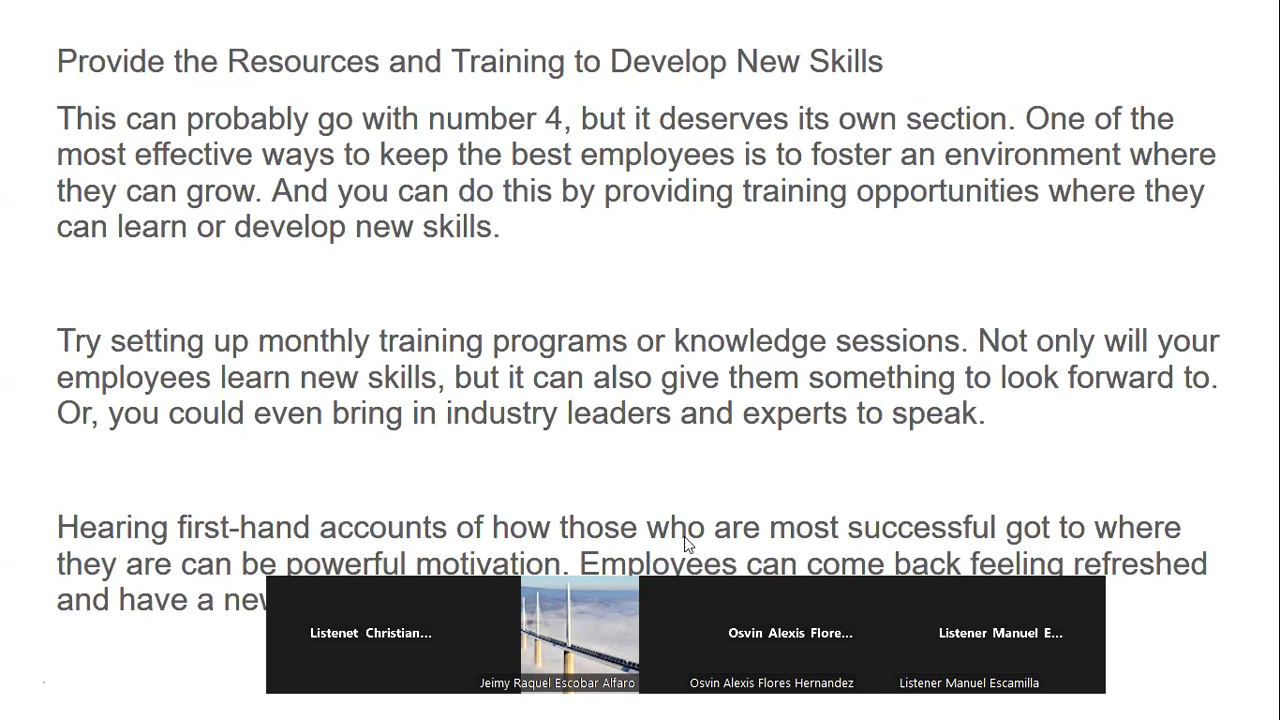 Provide the Resources and Training to Develop New Skills
This can probably go with number 4, but it deserves its own section. One of the
most effective ways to keep the best employees is to foster an environment where
they can grow. And you can do this by providing training opportunities where they
can learn or develop new skills.
Try setting up monthly training programs or knowledge sessions. Not only will your
employees learn new skills, but it can also give them something to look forward to.
Or, you could even bring in industry leaders and experts to speak.
Hearing first-hand accounts of how those who are most successful got to where
they are can be powerful motivation. Employees can come back feeling refreshed
and have a
Listenet Christian...
Osvin Alexis Flore...
Listener Manuel E...
Jeimy Raquel Escobar Alfaro
Osvin Alexis Flores Hernandez
Listener Manuel Escamilla